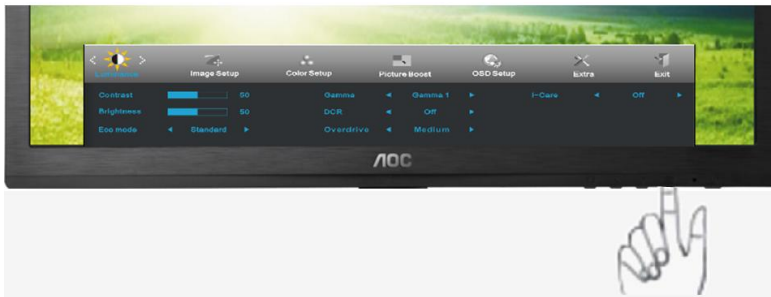 Luminance Image Setup Color Setup Picture Boost OSD Setup Extra Exit
Contrast 50 Gamma Gamma 1 i-Care Off
Brightness 50 DCR Off
Eco mode Standard Overdrive Medium
AOC